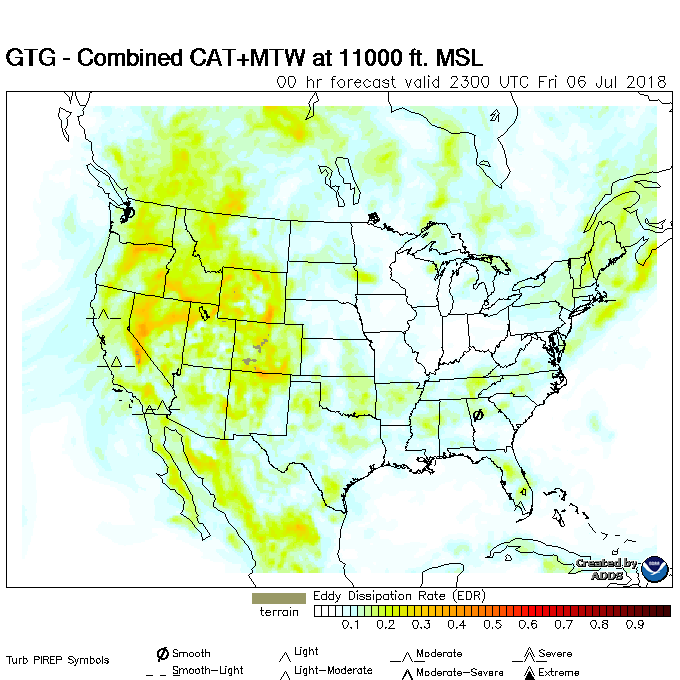 GTG - Combined CAT+MTW at 11000 ft. MSL
00 hr forecast valid 2300 UTC Fri 06 Jul 2018
Created by
ADDS
terrain
Eddy Dissipation Rate (EDR)
0.1 0.2 0.3 0.4 0.5 0.6 0.7 0.8 0.9
Turb PIREP Symbols
Smooth
Light
Moderate
Severe
Smooth-Light
Light-Moderate
Moderate-Severe
Extreme